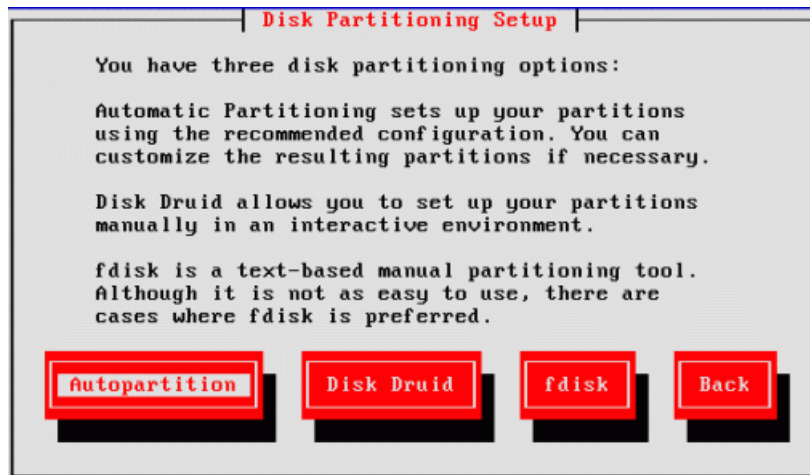 Disk Partitioning Setup
You have three disk partitioning options:
Automatic Partitioning sets up your partitions
using the recommended configuration. You can
customize the resulting partitions if necessary.
Disk Druid allows you to set up your partitions
manually in an interactive environment.
fdisk is a text-based manual partitioning tool.
Although it is not as easy to use, there are
cases where fdisk is preferred.
Autopartition Disk Druid fdisk Back